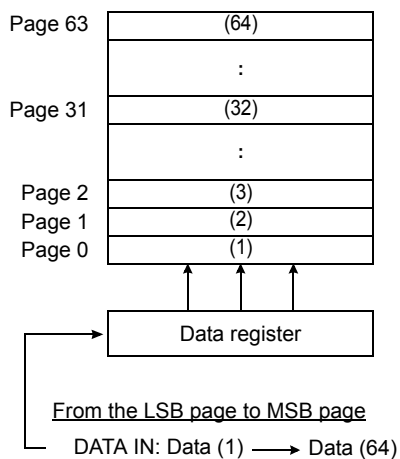 Page 63 (64)
:
Page 31 (32)
:
Page 2 (3)
Page 1 (2)
Page 0 (1)
Data register
From the LSB page to MSB page
DATA IN: Data (1) Data (64)